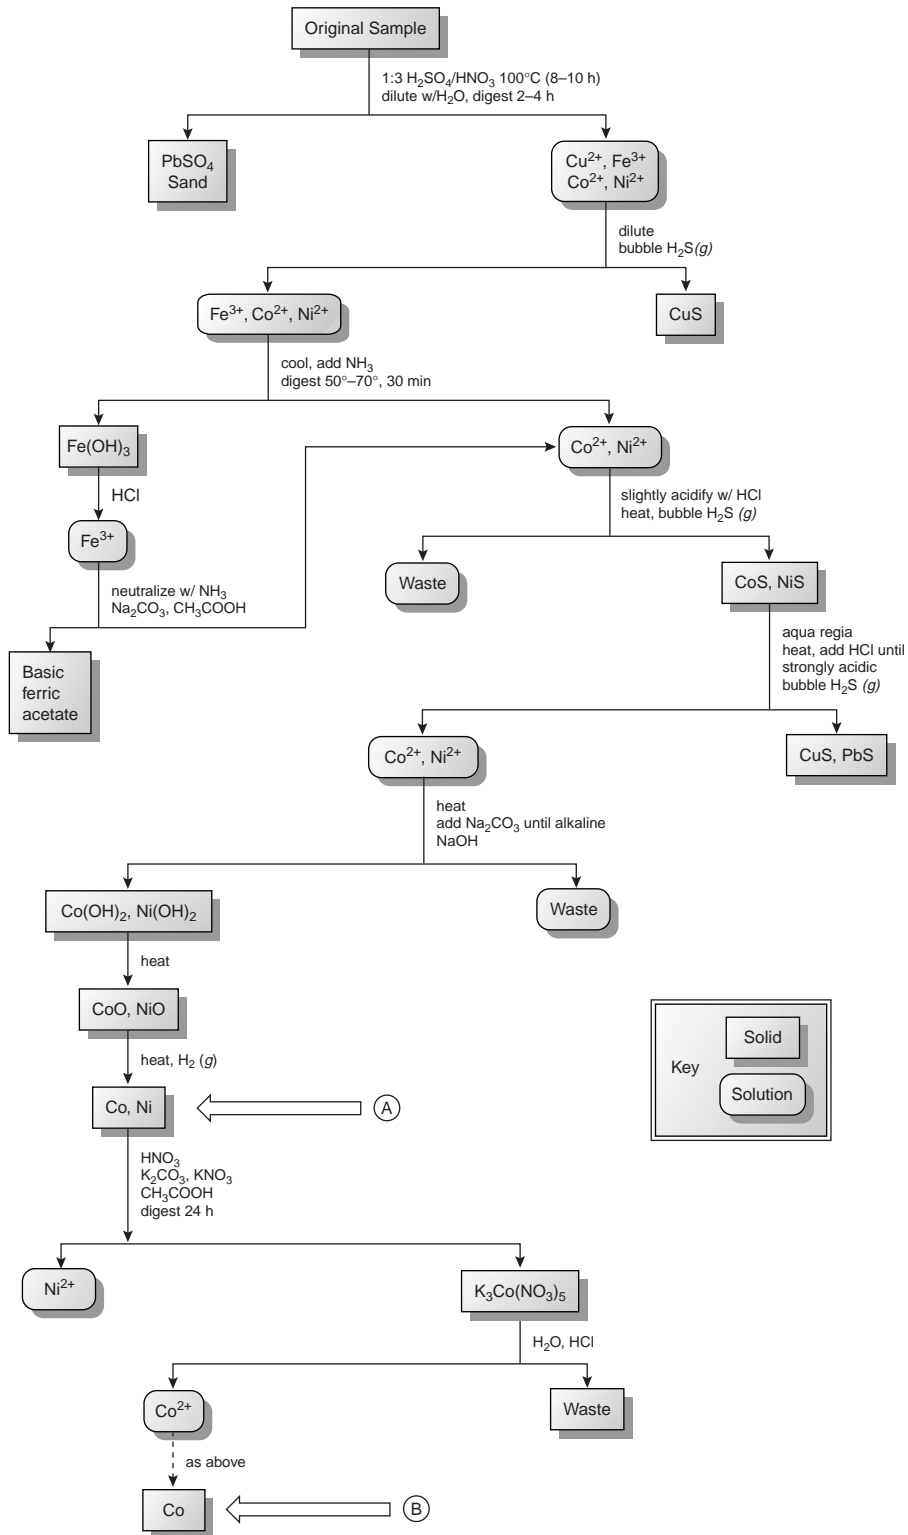 Original Sample
1:3 H₂SO₄/HNO₃ 100°C (8–10 h)
dilute w/H₂O, digest 2–4 h
PbSO₄
Sand
Cu²⁺, Fe³⁺
Co²⁺, Ni²⁺
dilute
bubble H₂S(g)
Fe³⁺, Co²⁺, Ni²⁺
CuS
cool, add NH₃
digest 50°–70°, 30 min
Fe(OH)₃
Co²⁺, Ni²⁺
HCl
slightly acidify w/ HCl
heat, bubble H₂S (g)
Fe³⁺
Waste
CoS, NiS
neutralize w/ NH₃
Na₂CO₃, CH₃COOH
aqua regia
heat, add HCl until
strongly acidic
bubble H₂S (g)
Basic
ferric
acetate
Co²⁺, Ni²⁺
CuS, PbS
heat
add Na₂CO₃ until alkaline
NaOH
Co(OH)₂, Ni(OH)₂
Waste
heat
CoO, NiO
heat, H₂ (g)
Key
Solid
Solution
Co, Ni
A
HNO₃
K₂CO₃, KNO₃
CH₃COOH
digest 24 h
Ni²⁺
K₃Co(NO₃)₅
H₂O, HCl
Co²⁺
Waste
as above
Co
B